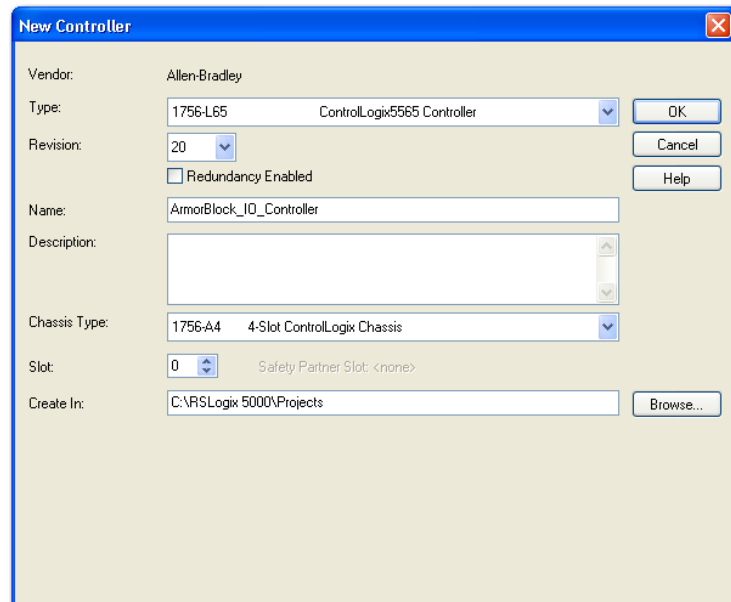 New Controller
Vendor: Allen-Bradley
Type: 1756-L65 ControlLogix5565 Controller OK
Revision: 20 Cancel
Redundancy Enabled Help
Name: ArmorBlock_IO_Controller
Description:
Chassis Type: 1756-A4 4-Slot ControlLogix Chassis
Slot: 0 Safety Partner Slot: <none>
Create In: C:\RSLogix 5000\Projects Browse...